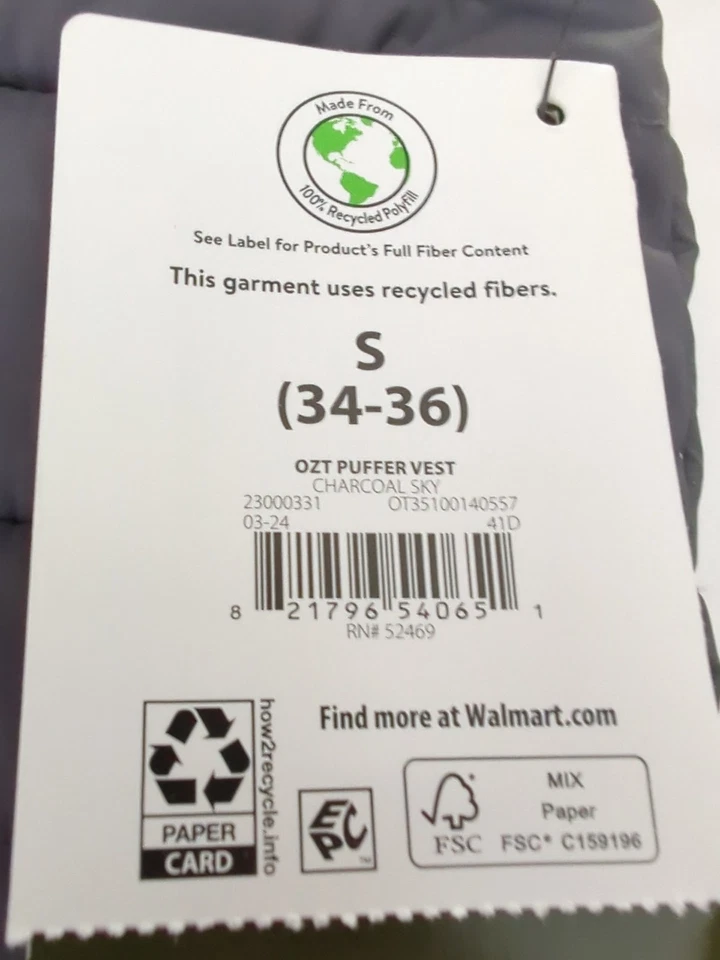 Made From
100% Recycled Polyfill
See Label for Product's Full Fiber Content
This garment uses recycled fibers.
S
(34-36)
OZT PUFFER VEST
CHARCOAL SKY
23000331 OT35100140557
03-24 41D
8 21796 54065 1
RN# 52469
Find more at Walmart.com
how2recycle.info
PAPER
CARD
EPC
TM
FSC
MIX
Paper
FSC® C159196